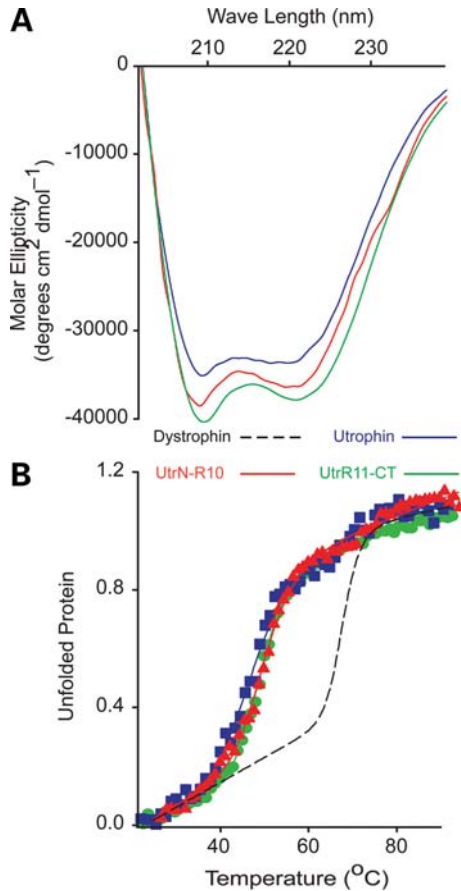 A
Wave Length (nm)
210 220 230
0
-10000
-20000
-30000
-40000
Molar Ellipticity
(degrees cm² dmol⁻¹)
Dystrophin Utrophin
UtrN-R10 UtrR11-CT
B
1.2
0.8
0.4
0.0
Unfolded Protein
40 60 80
Temperature (°C)